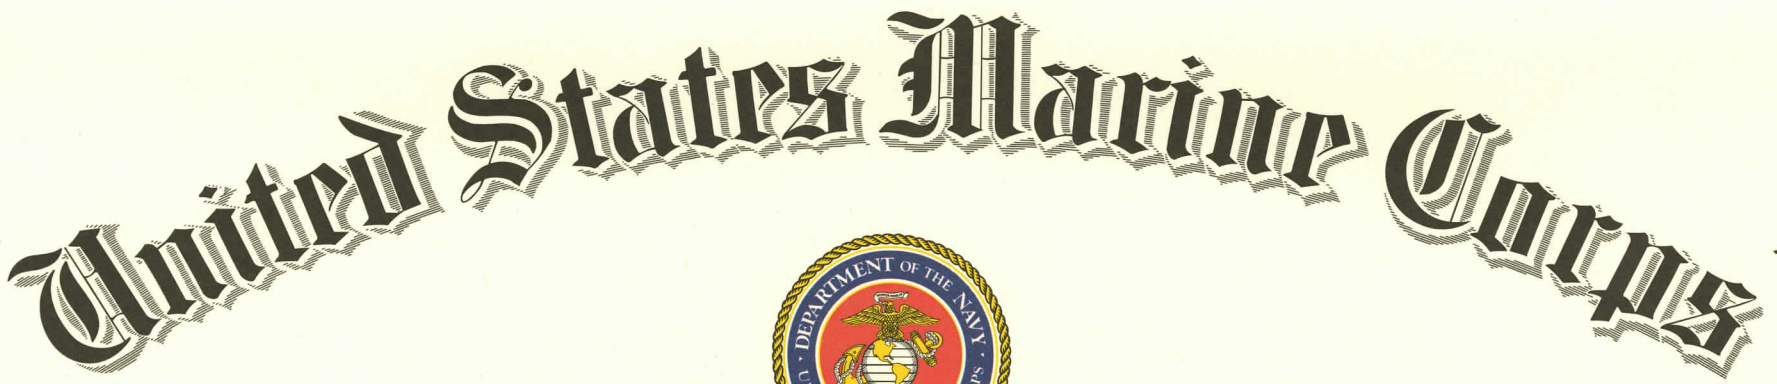 United States Marine Corps
DEPARTMENT OF THE NAVY